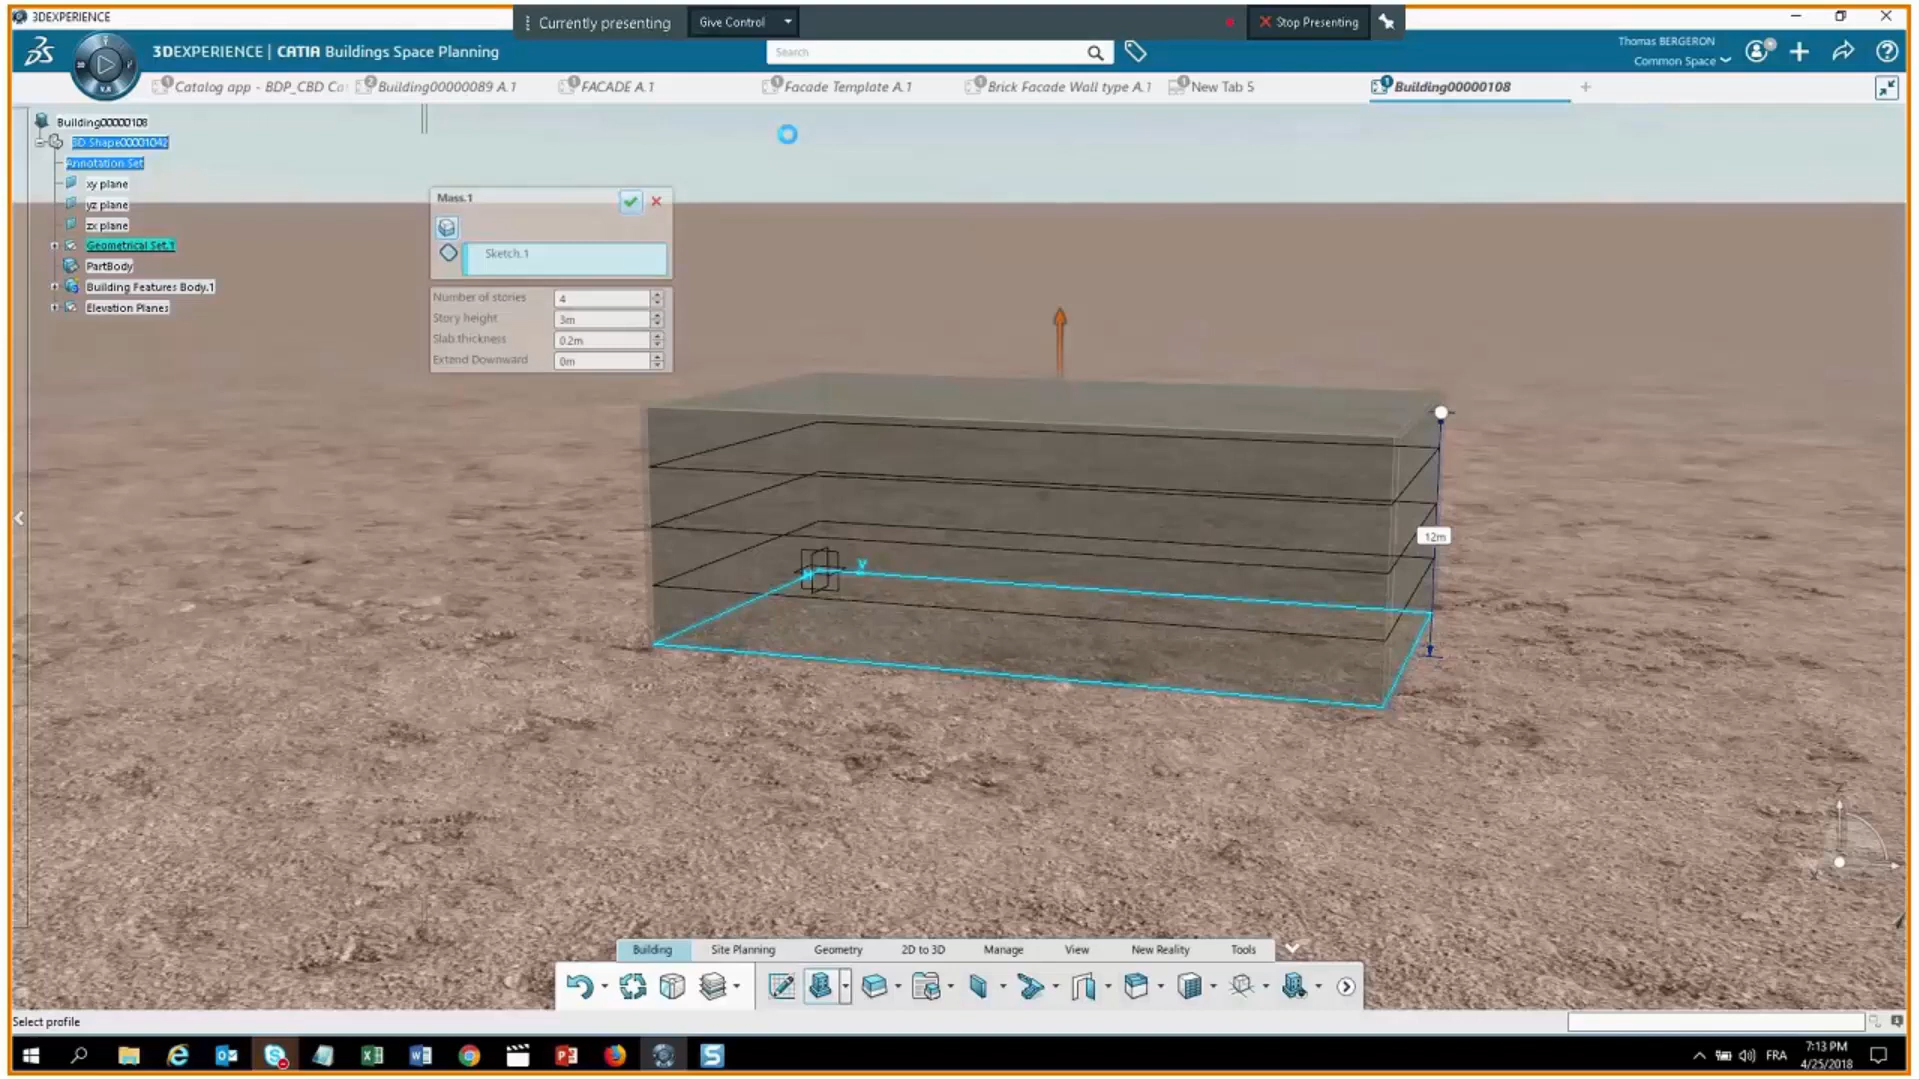 3DEXPERIENCE
Currently presenting
Give Control
Stop Presenting
3DEXPERIENCE | CATIA Buildings Space Planning
Search
Thomas BERGERON
Common Space
Catalog app - BDP_CBD Ca
Building00000089 A.1
FACADE A.1
Facade Template A.1
Brick Facade Wall type A.1
New Tab 5
Building00000108
Building00000108
3D Shape00001042
Annotation Set
xy plane
yz plane
zx plane
Geometrical Set.1
PartBody
Building Features Body.1
Elevation Planes
Mass.1
Sketch.1
Number of stories 4
Story height 3m
Slab thickness 0.2m
Extend Downward 0m
12m
V
H
Z
X
Building
Site Planning
Geometry
2D to 3D
Manage
View
New Reality
Tools
Select profile
FRA
7:13 PM
4/25/2018